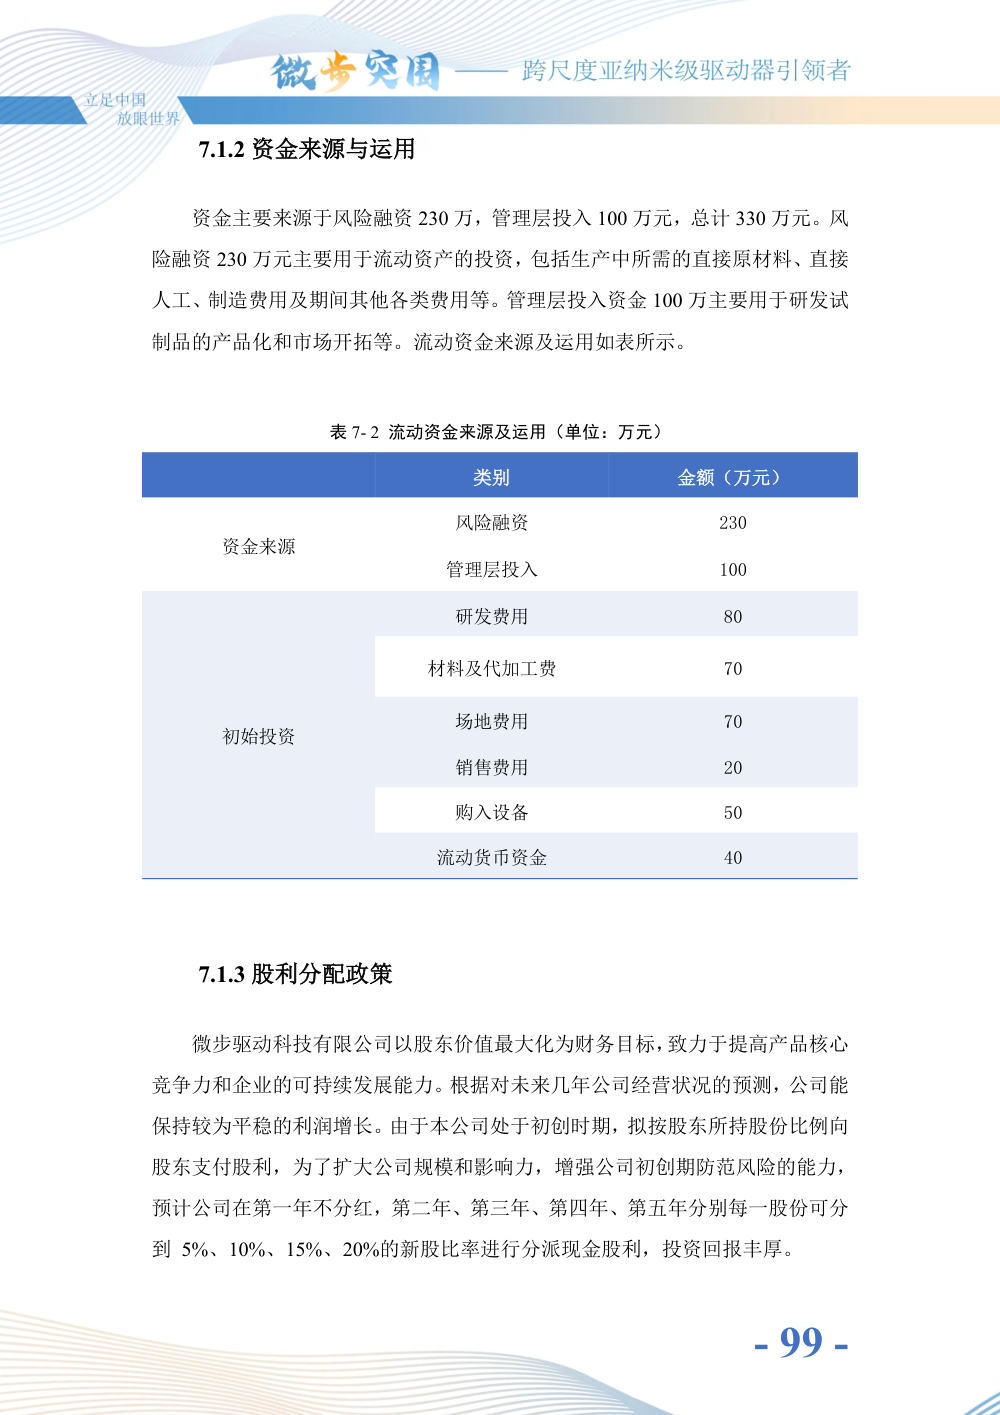 微步突围 —— 跨尺度亚纳米级驱动器引领者
立足中国
放眼世界
7.1.2 资金来源与运用
资金主要来源于风险融资 230 万，管理层投入 100 万元，总计 330 万元。风
险融资 230 万元主要用于流动资产的投资，包括生产中所需的直接原材料、直接
人工、制造费用及期间其他各类费用等。管理层投入资金 100 万主要用于研发试
制品的产品化和市场开拓等。流动资金来源及运用如表所示。
表 7- 2 流动资金来源及运用（单位：万元）
类别 金额（万元）
资金来源
风险融资 230
管理层投入 100
初始投资
研发费用 80
材料及代加工费 70
场地费用 70
销售费用 20
购入设备 50
流动货币资金 40
7.1.3 股利分配政策
微步驱动科技有限公司以股东价值最大化为财务目标，致力于提高产品核心
竞争力和企业的可持续发展能力。根据对未来几年公司经营状况的预测，公司能
保持较为平稳的利润增长。由于本公司处于初创时期，拟按股东所持股份比例向
股东支付股利，为了扩大公司规模和影响力，增强公司初创期防范风险的能力，
预计公司在第一年不分红，第二年、第三年、第四年、第五年分别每一股份可分
到 5%、10%、15%、20%的新股比率进行分派现金股利，投资回报丰厚。
- 99 -